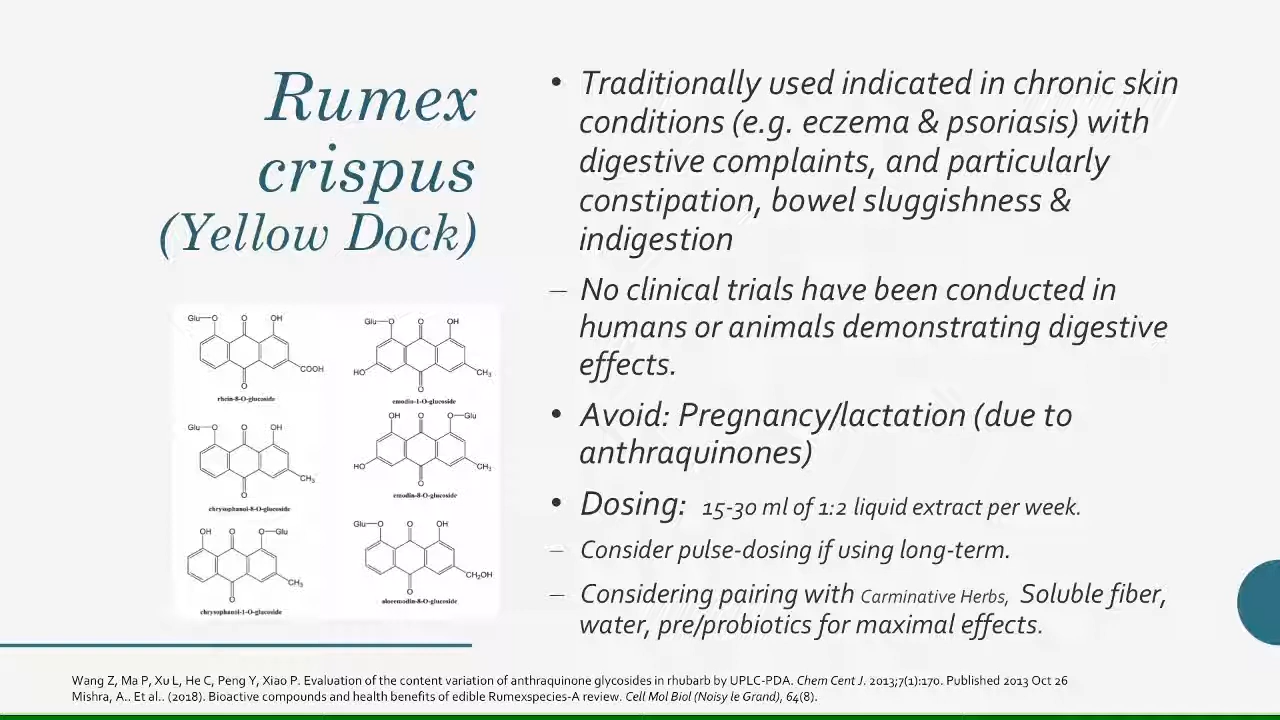 Rumex
crispus
(Yellow Dock)
• Traditionally used indicated in chronic skin
conditions (e.g. eczema & psoriasis) with
digestive complaints, and particularly
constipation, bowel sluggishness &
indigestion
– No clinical trials have been conducted in
humans or animals demonstrating digestive
effects.
• Avoid: Pregnancy/lactation (due to
anthraquinones)
• Dosing: 15-30 ml of 1:2 liquid extract per week.
– Consider pulse-dosing if using long-term.
– Considering pairing with Carminative Herbs, Soluble fiber,
water, pre/probiotics for maximal effects.
Glu O O OH
COOH
O
rhein-8-O-glucoside
Glu O O OH
HO CH3
O
emodin-1-O-glucoside
Glu O O OH
CH3
O
chrysophanol-8-O-glucoside
OH O O Glu
HO CH3
O
emodin-8-O-glucoside
OH O O Glu
CH3
O
chrysophanol-1-O-glucoside
Glu O O OH
CH2OH
O
aloeemodin-8-O-glucoside
Wang Z, Ma P, Xu L, He C, Peng Y, Xiao P. Evaluation of the content variation of anthraquinone glycosides in rhubarb by UPLC-PDA. Chem Cent J. 2013;7(1):170. Published 2013 Oct 26
Mishra, A.. Et al.. (2018). Bioactive compounds and health benefits of edible Rumexspecies-A review. Cell Mol Biol (Noisy le Grand), 64(8).